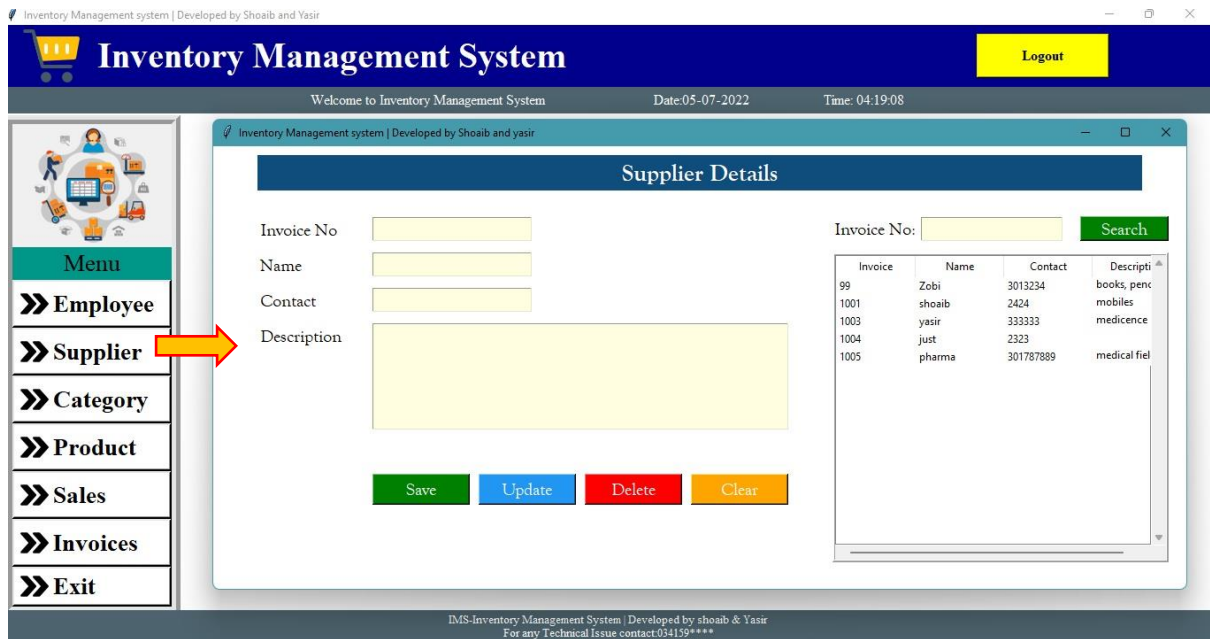 Inventory Management system | Developed by Shoaib and Yasir
Inventory Management System
Logout
Welcome to Inventory Management System Date:05-07-2022 Time: 04:19:08
Inventory Management system | Developed by Shoaib and yasir
Supplier Details
Menu
Employee
Supplier
Category
Product
Sales
Invoices
Exit
Invoice No
Name
Contact
Description
Save Update Delete Clear
Invoice No: Search
Invoice Name Contact Descripti
99 Zobi 3013234 books, penc
1001 shoaib 2424 mobiles
1003 yasir 333333 medicence
1004 just 2323
1005 pharma 301787889 medical fiel
IMS-Inventory Management System | Developed by shoaib & Yasir
For any Technical Issue contact:034159****